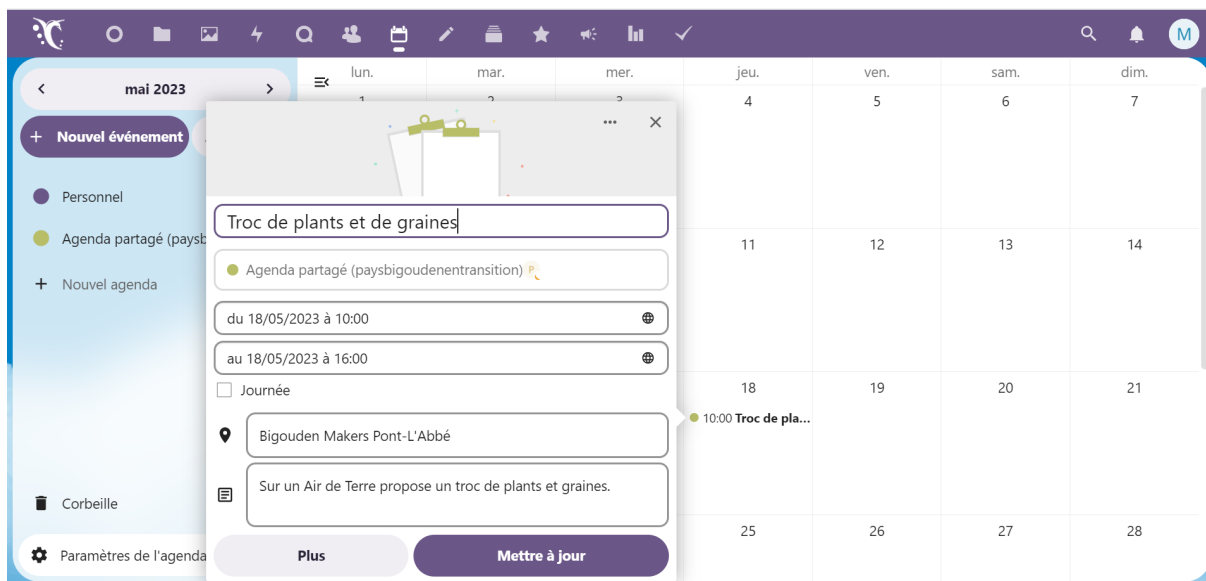 M
mai 2023
lun. mar. mer. jeu. ven. sam. dim.
4 5 6 7
Nouvel événement
Personnel
Agenda partagé (paysb
Nouvel agenda
Troc de plants et de graines
Agenda partagé (paysbigoudenentransition)
11 12 13 14
du 18/05/2023 à 10:00
au 18/05/2023 à 16:00
Journée
18 19 20 21
10:00 Troc de pla...
Bigouden Makers Pont-L'Abbé
Sur un Air de Terre propose un troc de plants et graines.
Corbeille
25 26 27 28
Paramètres de l'agenda
Plus
Mettre à jour